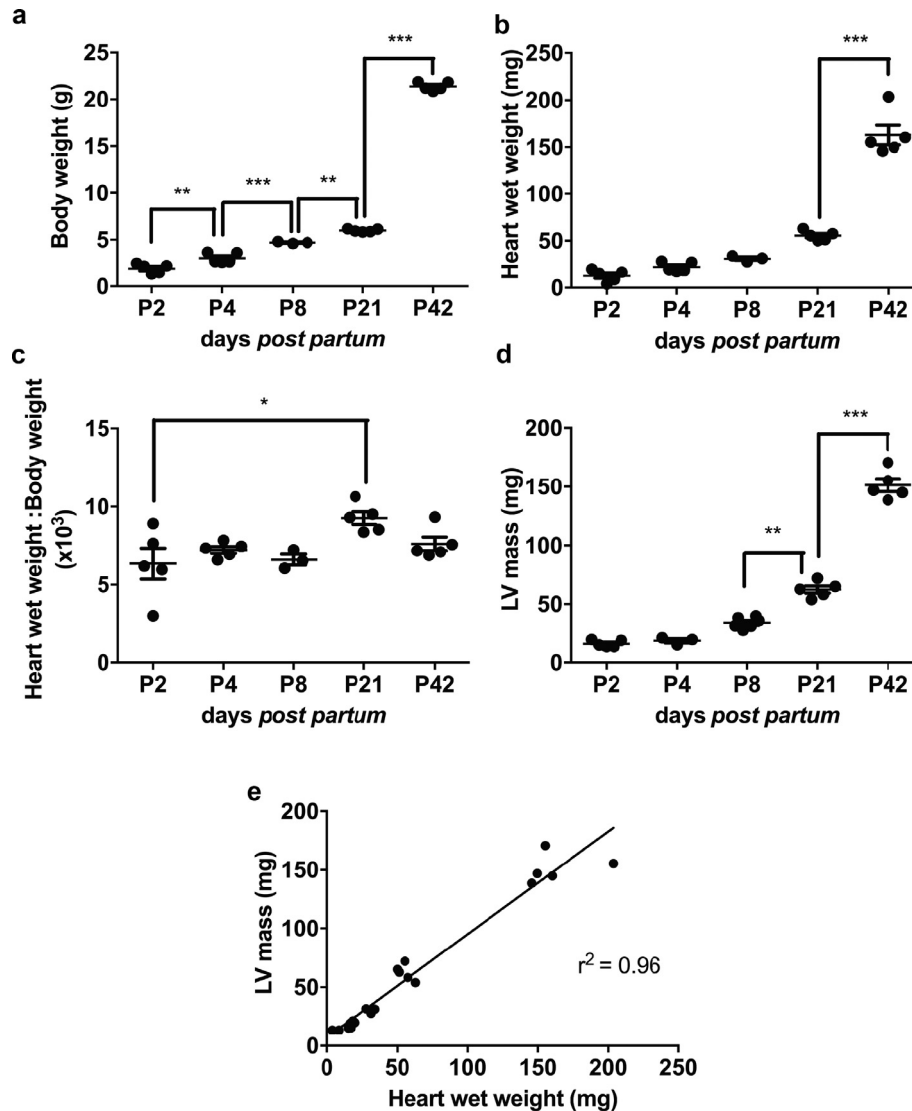 a
Body weight (g)
25
20
15
10
5
0
**
***
**
***
P2 P4 P8 P21 P42
days post partum
b
Heart wet weight (mg)
250
200
150
100
50
0
***
P2 P4 P8 P21 P42
days post partum
c
Heart wet weight :Body weight
(x10³)
15
10
5
0
*
P2 P4 P8 P21 P42
days post partum
d
LV mass (mg)
200
150
100
50
0
**
***
P2 P4 P8 P21 P42
days post partum
e
LV mass (mg)
200
150
100
50
0
r² = 0.96
0 50 100 150 200 250
Heart wet weight (mg)